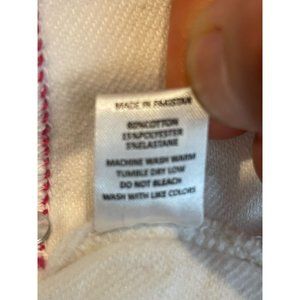 MADE IN PAKISTAN
80%COTTON
15%POLYESTER
5%ELASTANE
MACHINE WASH WARM
TUMBLE DRY LOW
DO NOT BLEACH
WASH WITH LIKE COLORS